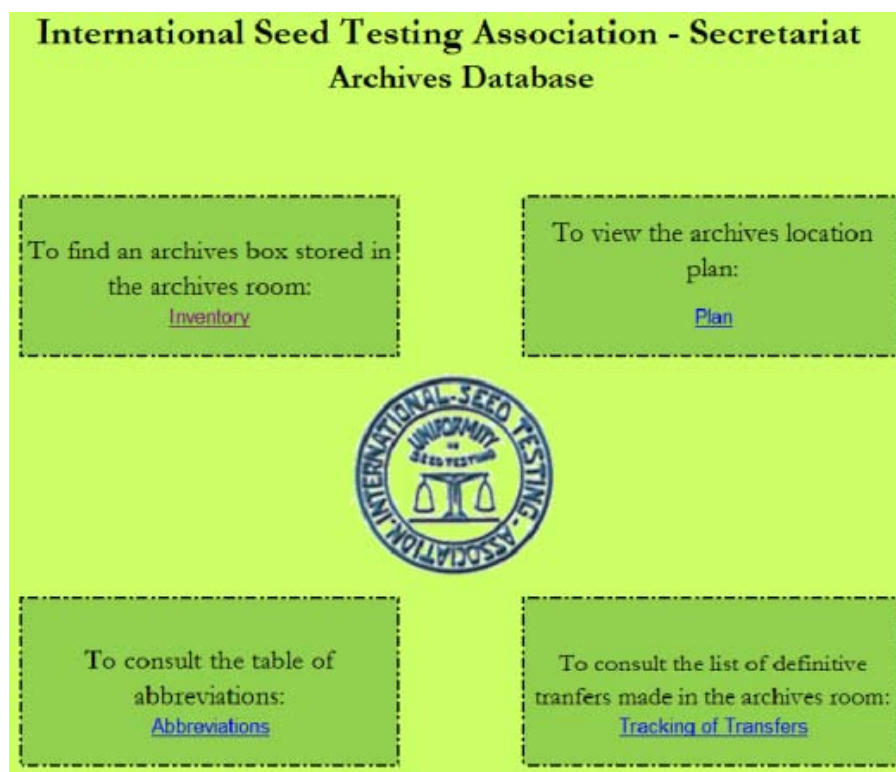 International Seed Testing Association - Secretariat
Archives Database
To find an archives box stored in
the archives room:
Inventory
To view the archives location
plan:
Plan
INTERNATIONAL-SEED TESTING-ASSOCIATION.
UNIFORMITY
IN
SEED TESTING
To consult the table of
abbreviations:
Abbreviations
To consult the list of definitive
tranfers made in the archives room:
Tracking of Transfers